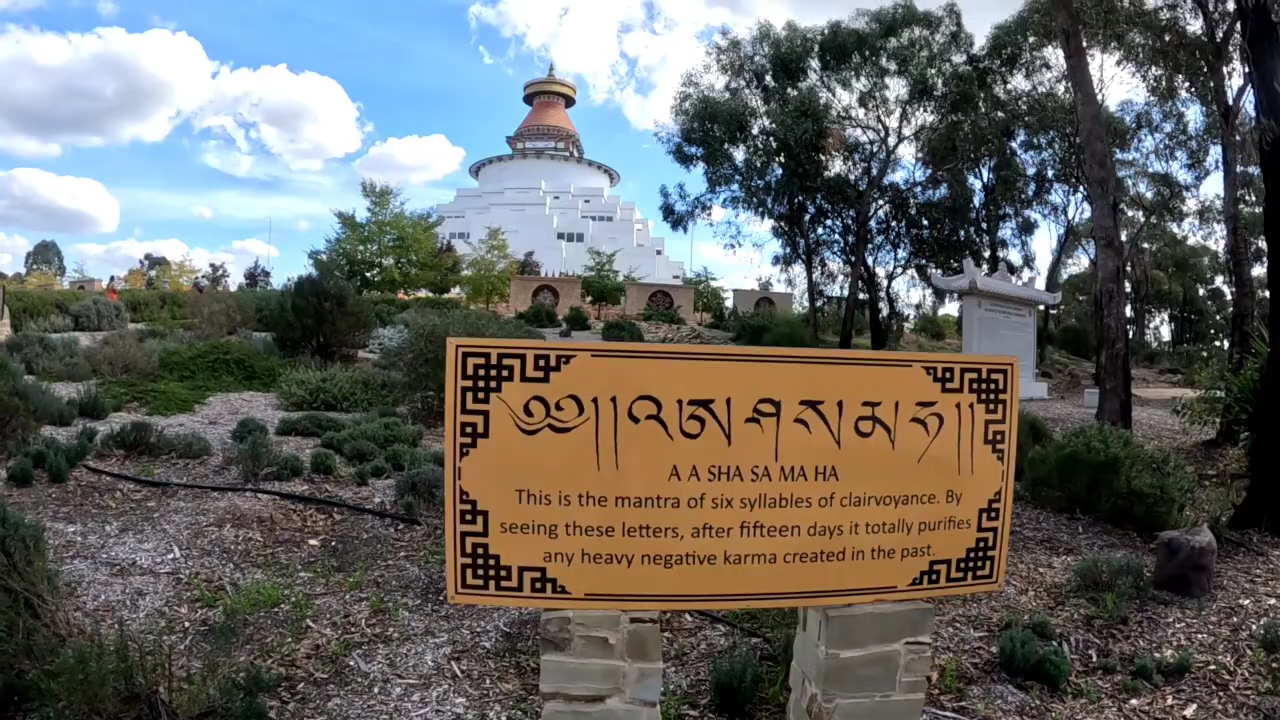 ༄༅།།འ་ཨ་ཤ་ས་མ་ཧ།།
A A SHA SA MA HA
This is the mantra of six syllables of clairvoyance. By
seeing these letters, after fifteen days it totally purifies
any heavy negative karma created in the past.